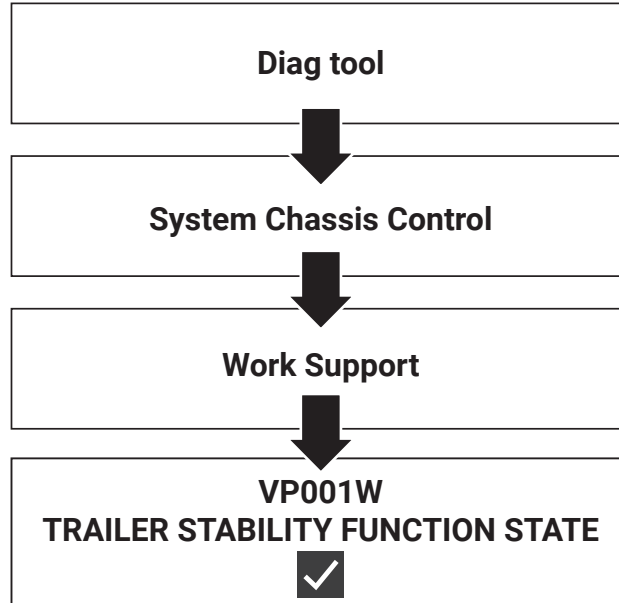 Diag tool
System Chassis Control
Work Support
VP001W
TRAILER STABILITY FUNCTION STATE